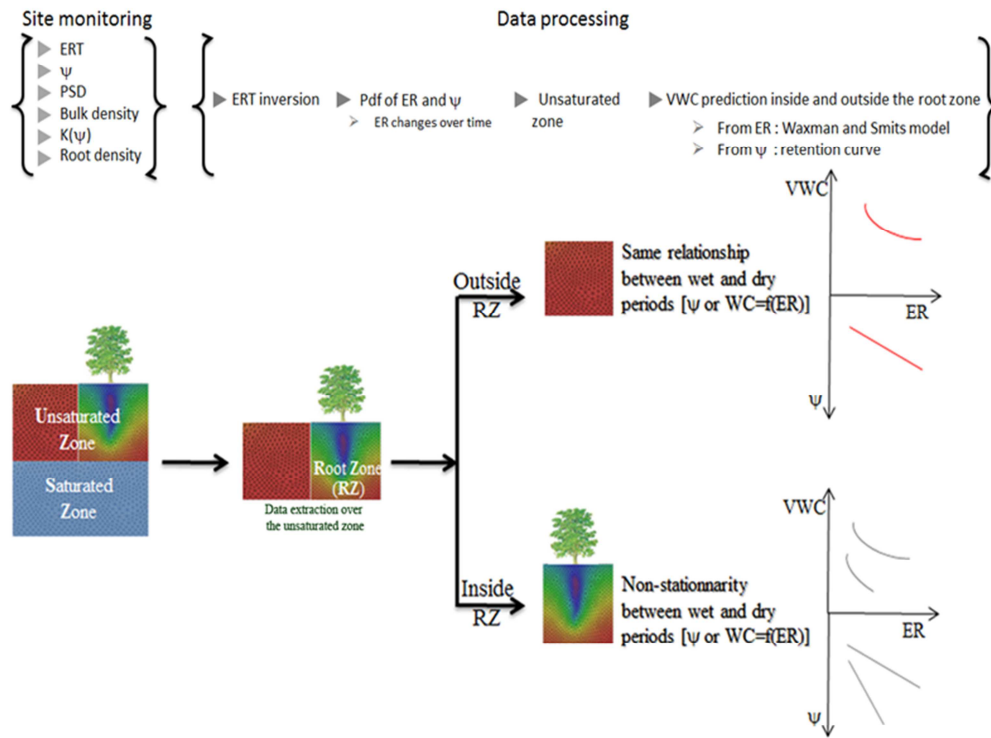 Site monitoring
ERT
ψ
PSD
Bulk density
K(ψ)
Root density
Data processing
ERT inversion
Pdf of ER and ψ
ER changes over time
Unsaturated
zone
VWC prediction inside and outside the root zone
From ER : Waxman and Smits model
From ψ : retention curve
Unsaturated
Zone
Saturated
Zone
Root Zone
(RZ)
Data extraction over
the unsaturated zone
Outside
RZ
Same relationship
between wet and dry
periods [ψ or WC=f(ER)]
VWC
ER
ψ
Inside
RZ
Non-stationnarity
between wet and dry
periods [ψ or WC=f(ER)]
VWC
ER
ψ